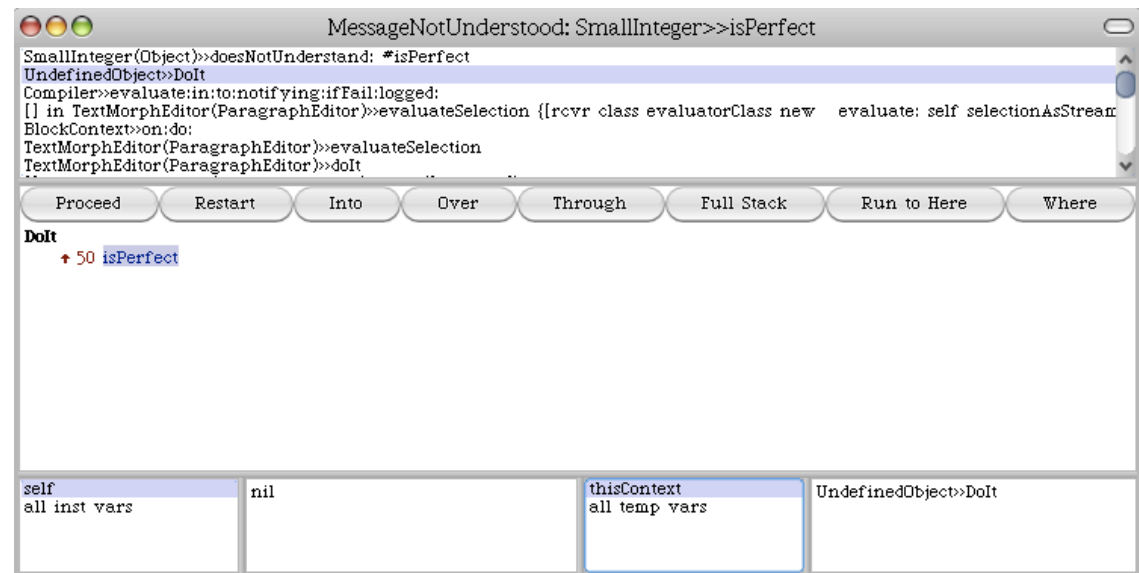 MessageNotUnderstood: SmallInteger>>isPerfect
SmallInteger(Object)>>doesNotUnderstand: #isPerfect
UndefinedObject>>DoIt
Compiler>>evaluate:in:to:notifying:ifFail:logged:
[] in TextMorphEditor(ParagraphEditor)>>evaluateSelection {[rcvr class evaluatorClass new evaluate: self selectionAsStream
BlockContext>>on:do:
TextMorphEditor(ParagraphEditor)>>evaluateSelection
TextMorphEditor(ParagraphEditor)>>doIt
Proceed Restart Into Over Through Full Stack Run to Here Where
DoIt
↑ 50 isPerfect
self nil thisContext UndefinedObject>>DoIt
all inst vars all temp vars